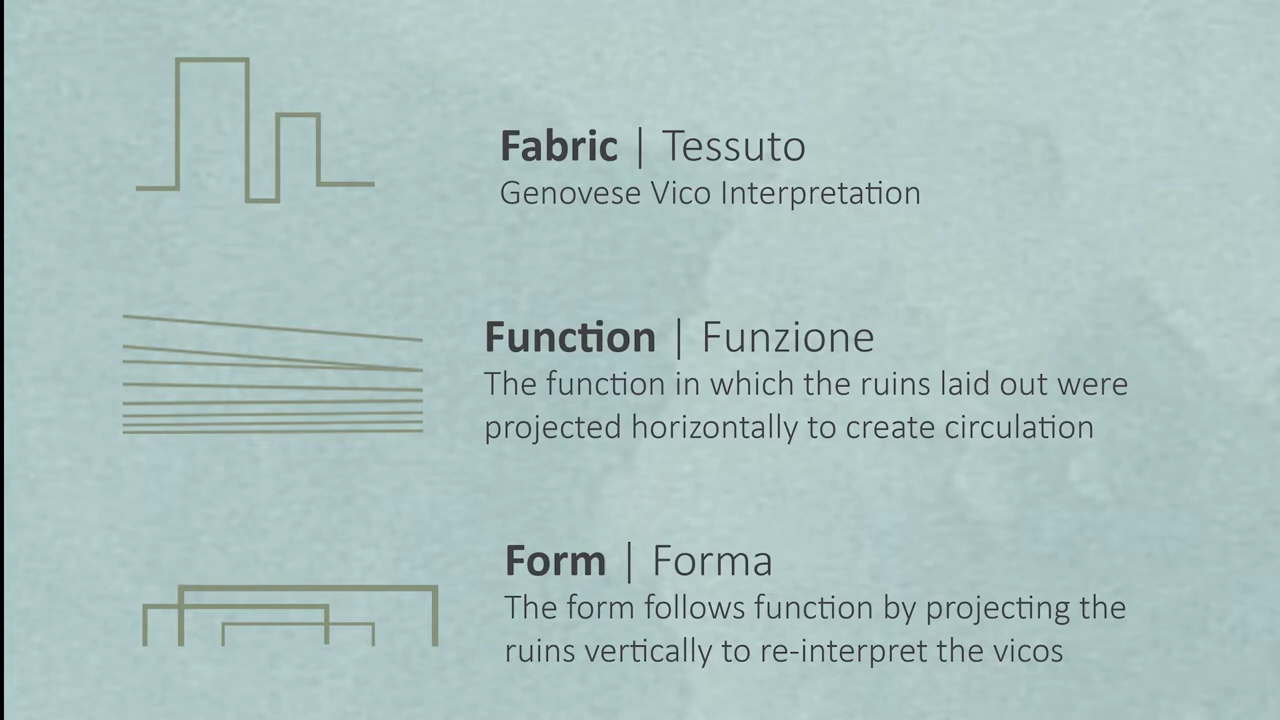 Fabric | Tessuto
Genovese Vico Interpretation
Function | Funzione
The function in which the ruins laid out were
projected horizontally to create circulation
Form | Forma
The form follows function by projecting the
ruins vertically to re-interpret the vicos